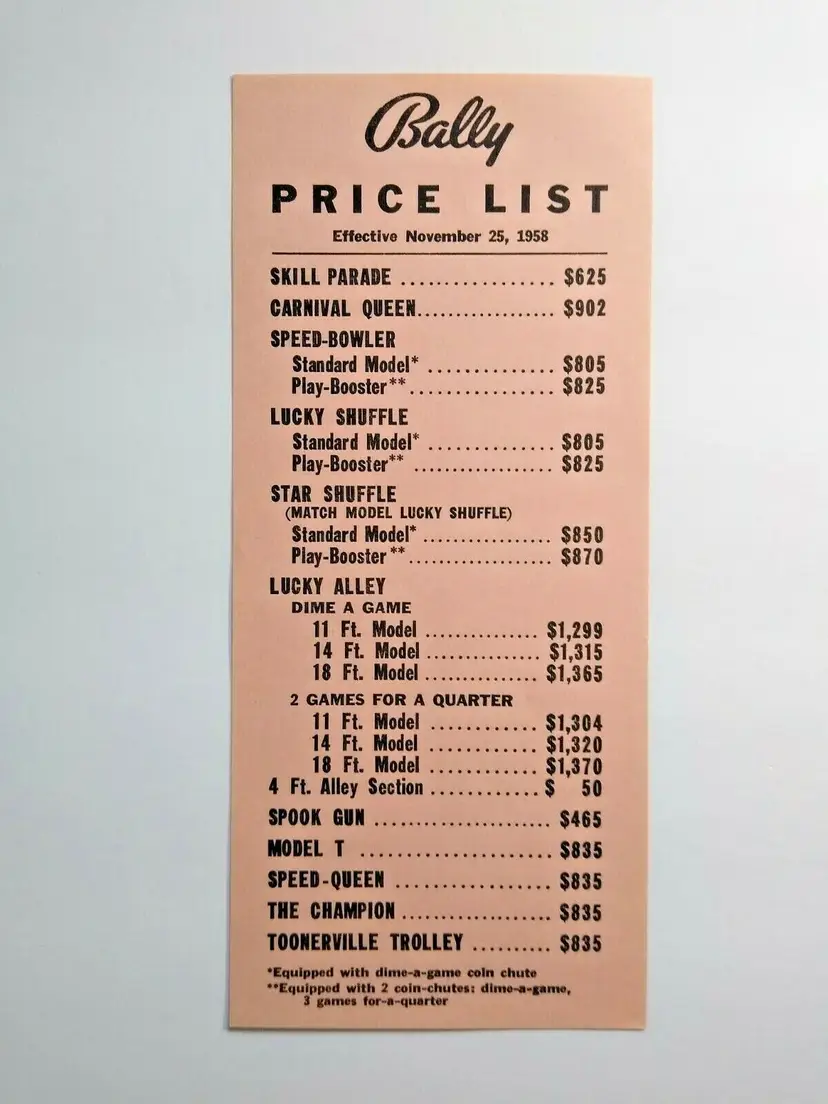 Bally
PRICE LIST
Effective November 25, 1958
SKILL PARADE ................. $625
CARNIVAL QUEEN................. $902
SPEED-BOWLER
Standard Model* .............. $805
Play-Booster**................. $825
LUCKY SHUFFLE
Standard Model* .............. $805
Play-Booster** ................. $825
STAR SHUFFLE
(MATCH MODEL LUCKY SHUFFLE)
Standard Model* ................ $850
Play-Booster**.................. $870
LUCKY ALLEY
DIME A GAME
11 Ft. Model .............. $1,299
14 Ft. Model .............. $1,315
18 Ft. Model .............. $1,365
2 GAMES FOR A QUARTER
11 Ft. Model ............. $1,304
14 Ft. Model ............. $1,320
18 Ft. Model ............. $1,370
4 Ft. Alley Section ............ $ 50
SPOOK GUN ...................... $465
MODEL T ........................ $835
SPEED-QUEEN .................... $835
THE CHAMPION................... $835
TOONERVILLE TROLLEY .......... $835
*Equipped with dime-a-game coin chute
**Equipped with 2 coin-chutes: dime-a-game,
3 games for-a-quarter